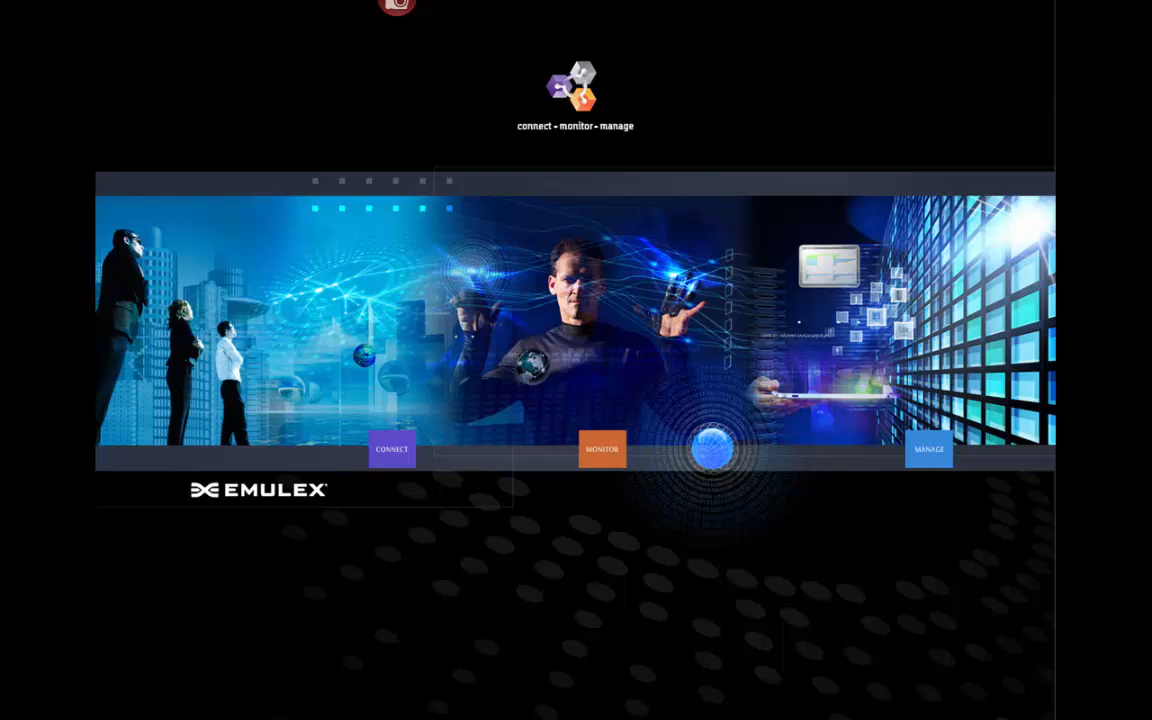 connect - monitor - manage
CONNECT
MONITOR
MANAGE
EMULEX